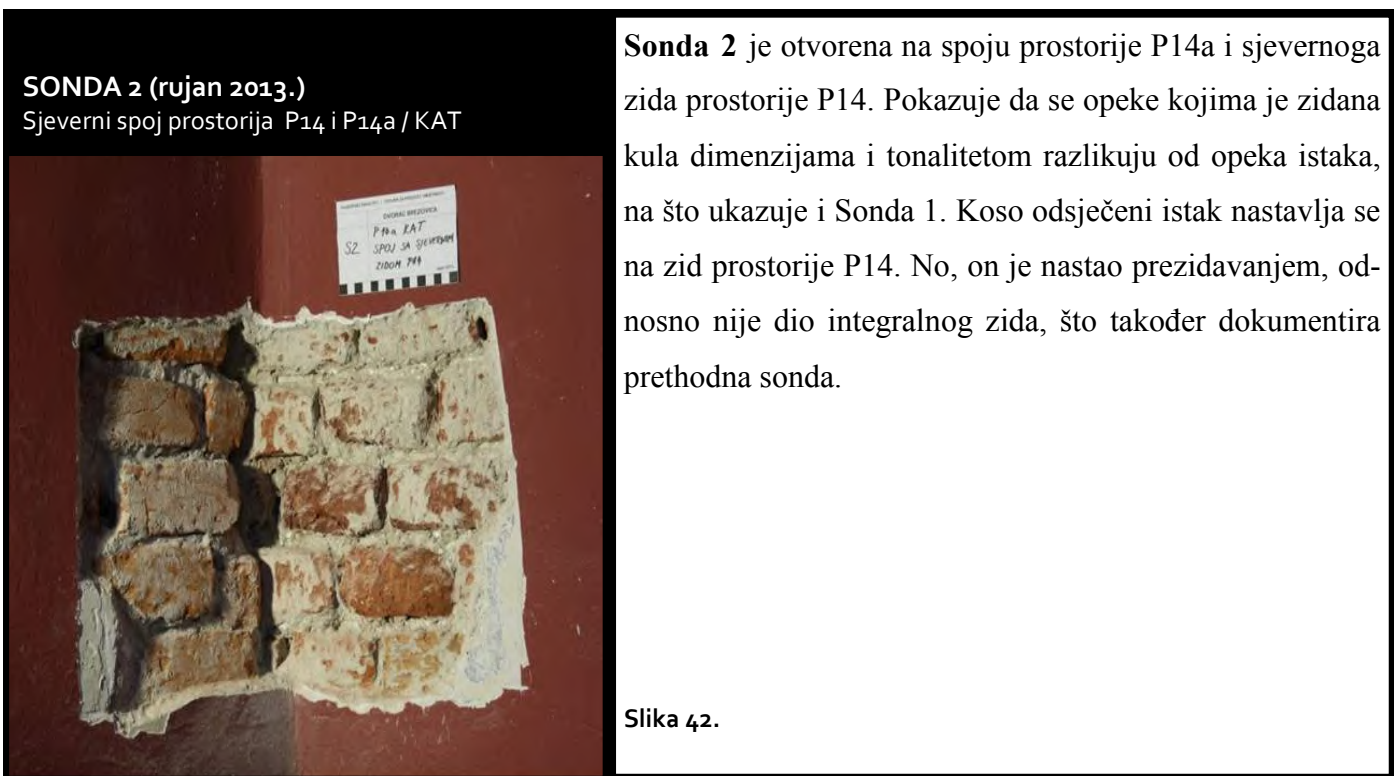 SONDA 2 (rujan 2013.)
Sjeverni spoj prostorija P14 i P14a / KAT
DVORAC BREZOVICA
P14a KAT
S2 SPOJ SA SJEVERNIM
ZIDOM P14
Sonda 2 je otvorena na spoju prostorije P14a i sjevernoga
zida prostorije P14. Pokazuje da se opeke kojima je zidana
kula dimenzijama i tonalitetom razlikuju od opeka istaka,
na što ukazuje i Sonda 1. Koso odsječeni istak nastavlja se
na zid prostorije P14. No, on je nastao prezidavanjem, od-
nosno nije dio integralnog zida, što također dokumentira
prethodna sonda.
Slika 42.